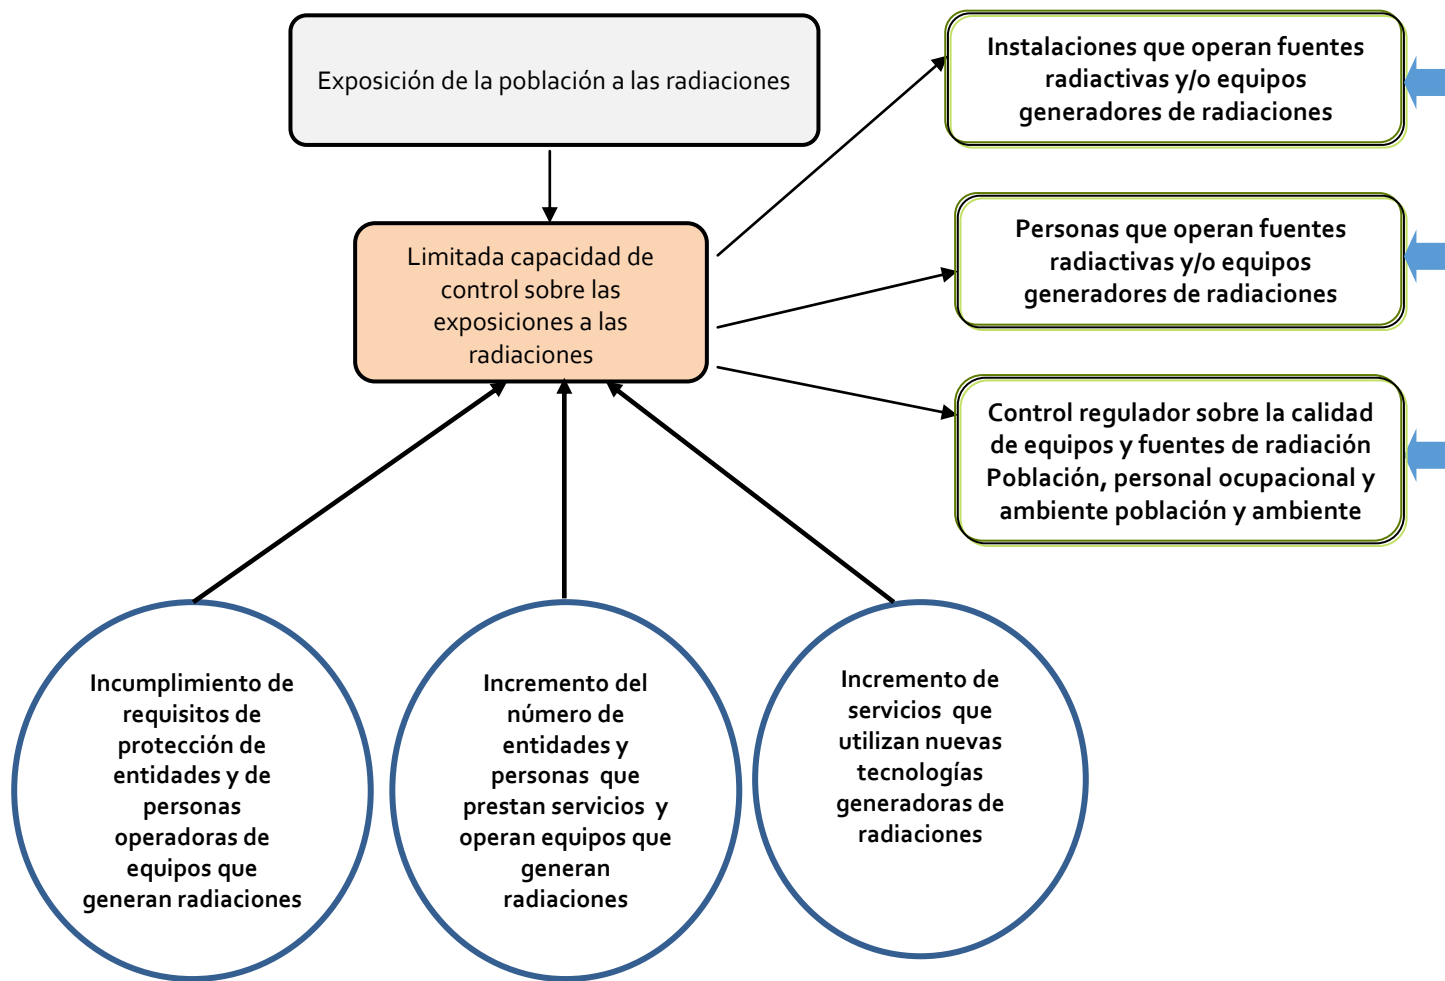 Exposición de la población a las radiaciones
Instalaciones que operan fuentes
radiactivas y/o equipos
generadores de radiaciones
Limitada capacidad de
control sobre las
exposiciones a las
radiaciones
Personas que operan fuentes
radiactivas y/o equipos
generadores de radiaciones
Control regulador sobre la calidad
de equipos y fuentes de radiación
Población, personal ocupacional y
ambiente población y ambiente
Incumplimiento de
requisitos de
protección de
entidades y de
personas
operadoras de
equipos que
generan radiaciones
Incremento del
número de
entidades y
personas que
prestan servicios y
operan equipos que
generan
radiaciones
Incremento de
servicios que
utilizan nuevas
tecnologías
generadoras de
radiaciones